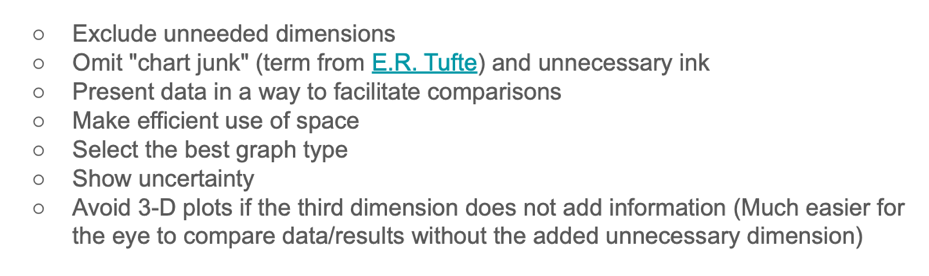 ○ Exclude unneeded dimensions
○ Omit "chart junk" (term from E.R. Tufte) and unnecessary ink
○ Present data in a way to facilitate comparisons
○ Make efficient use of space
○ Select the best graph type
○ Show uncertainty
○ Avoid 3-D plots if the third dimension does not add information (Much easier for
the eye to compare data/results without the added unnecessary dimension)